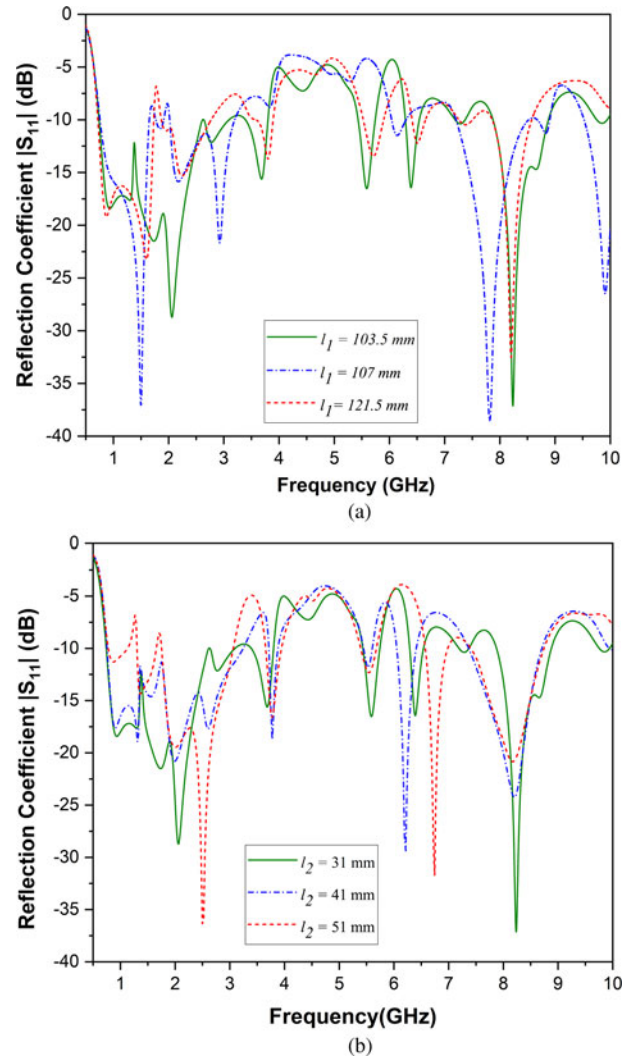 0
-5
-10
-15
-20
-25
-30
-35
-40
Reflection Coefficient |S11| (dB)
l1 = 103.5 mm
l1 = 107 mm
l1 = 121.5 mm
1 2 3 4 5 6 7 8 9 10
Frequency (GHz)
(a)
0
-5
-10
-15
-20
-25
-30
-35
-40
Reflection Coefficient |S11| (dB)
l2 = 31 mm
l2 = 41 mm
l2 = 51 mm
1 2 3 4 5 6 7 8 9 10
Frequency(GHz)
(b)